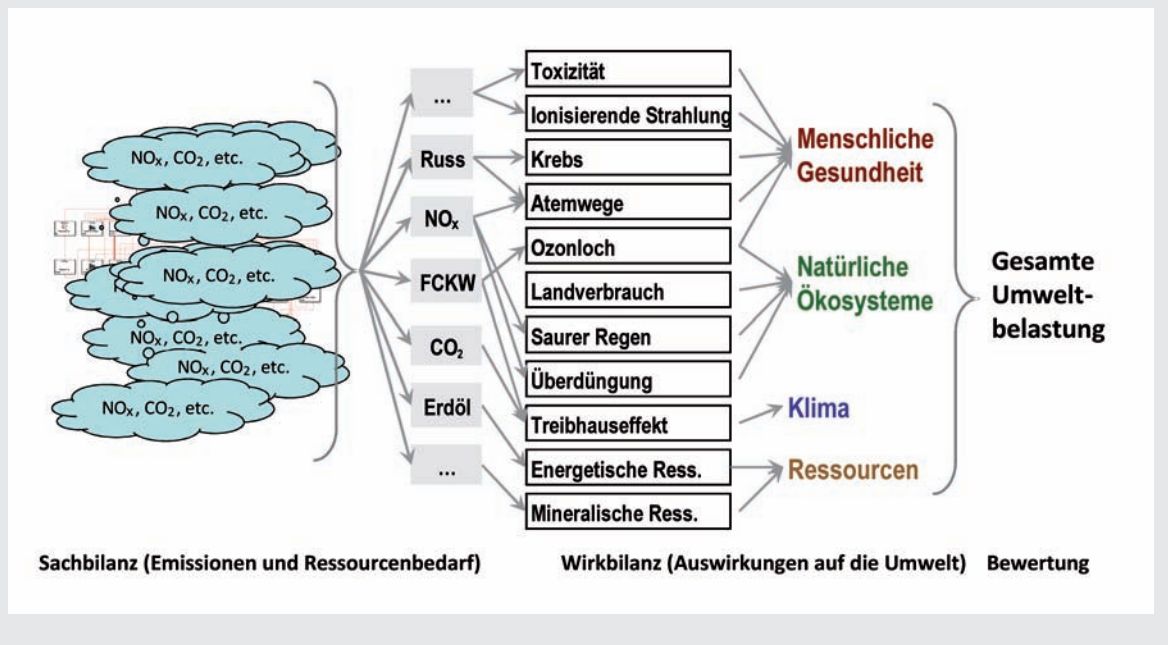 NOx, CO2, etc.
NOx, CO2, etc.
NOx, CO2, etc.
NOx, CO2, etc.
NOx, CO2, etc.
NOx, CO2, etc.
...
Russ
NOx
FCKW
CO2
Erdöl
...
Toxizität
Ionisierende Strahlung
Krebs
Atemwege
Ozonloch
Landverbrauch
Saurer Regen
Überdüngung
Treibhauseffekt
Energetische Ress.
Mineralische Ress.
Menschliche
Gesundheit
Natürliche
Ökosysteme
Klima
Ressourcen
Gesamte
Umwelt-
belastung
Sachbilanz (Emissionen und Ressourcenbedarf)
Wirkbilanz (Auswirkungen auf die Umwelt)
Bewertung